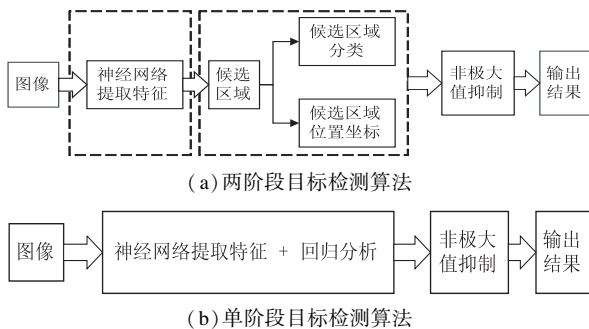 图像
神经网络
提取特征
候选
区域
候选区域
分类
候选区域
位置坐标
非极大
值抑制
输出
结果
(a)两阶段目标检测算法
图像
神经网络提取特征 + 回归分析
非极大
值抑制
输出
结果
(b)单阶段目标检测算法